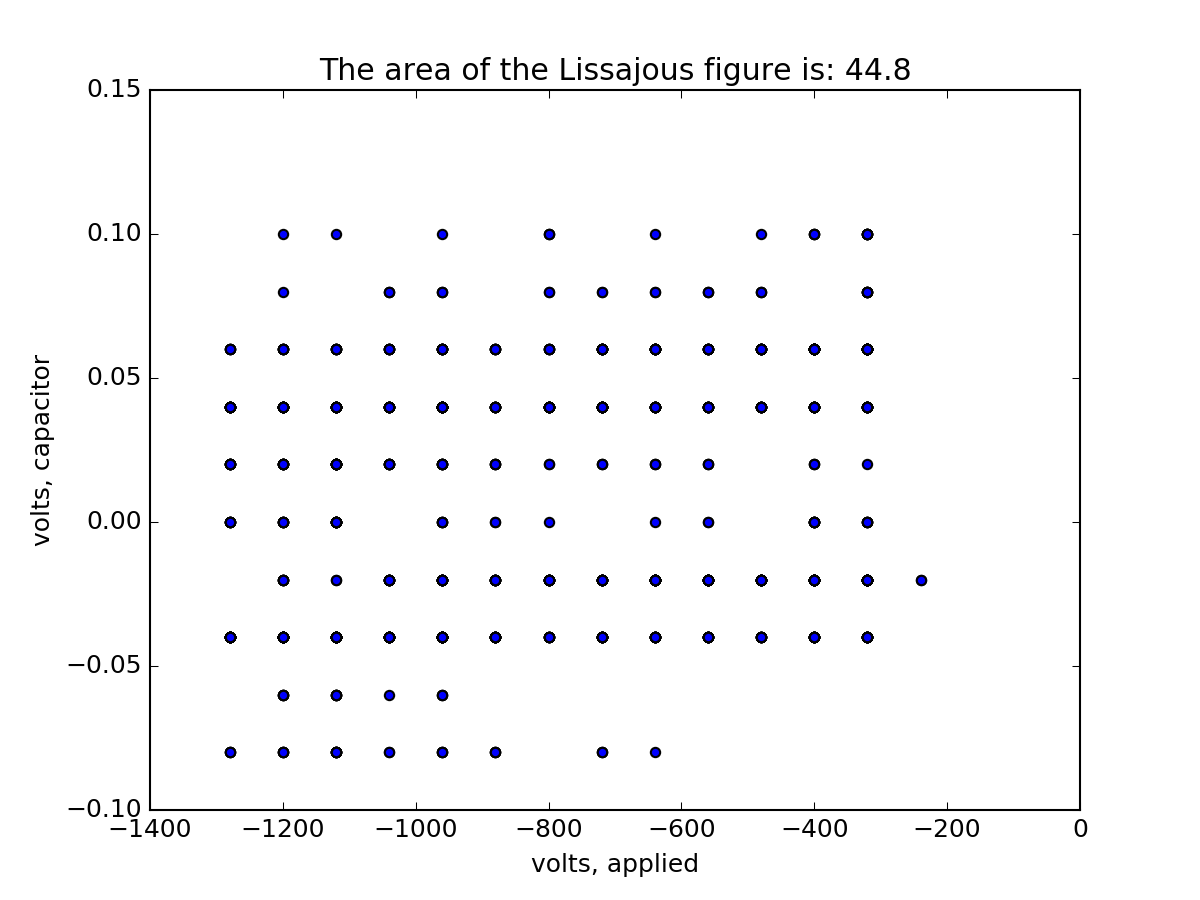 The area of the Lissajous figure is: 44.8
0.15
0.10
0.05
0.00
−0.05
−0.10
volts, capacitor
−1400 −1200 −1000 −800 −600 −400 −200 0
volts, applied